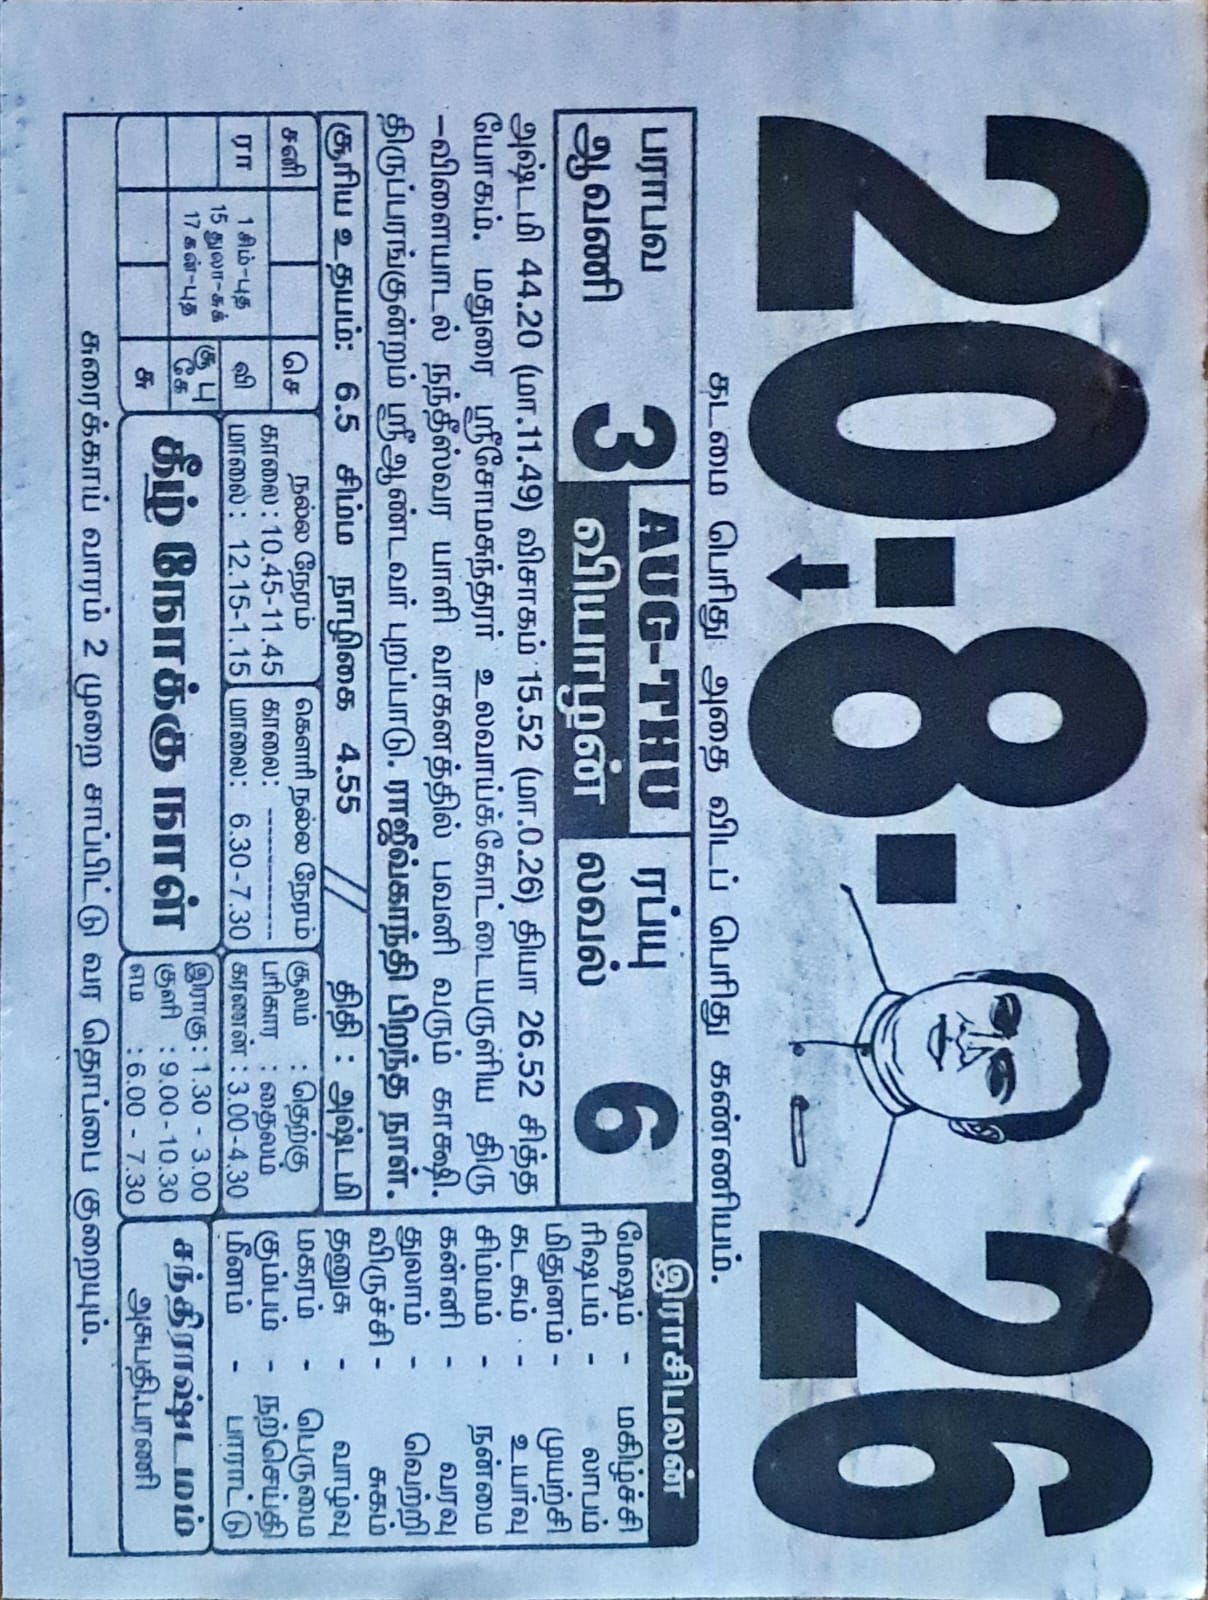 20·8·26
கடமை பெரிது அதை விடப் பெரிது கண்ணியம்.
பராபவ
ஆவணி 3
AUG-THU
வியாழன்
ரப்யு
லவல் 6
அஷ்டமி 44.20 (மா.11.49) விசாகம் 15.52 (மா.0.26) தியா 26.52 சித்த
யோகம். மதுரை ஸ்ரீசோமசுந்தரர் உலவாய்க்கோட்டையருளிய திரு
-விளையாடல் நந்தீஸ்வர யாளி வாகனத்தில் பவனி வரும் காக்ஷி.
திருப்பரங்குன்றம் ஸ்ரீஆண்டவர் புறப்பாடு. ராஜீவ்காந்தி பிறந்த நாள்.
சூரிய உதயம்: 6.5 சிம்ம நாழிகை 4.55 // திதி : அஷ்டமி
சனி
செ
ரா
1 சிம்-புத
15 துலா-சுக்
17 கன்-புத
வி
சூ பு
கே
சு
நல்ல நேரம்
காலை: 10.45-11.45
மாலை: 12.15-1.15
கௌரி நல்ல நேரம்
காலை: -------------
மாலை: 6.30-7.30
சூலம் : தெற்கு
பரிகார : தைலம்
கரணன் : 3.00-4.30
கீழ் நோக்கு நாள்
இராகு: 1.30 - 3.00
குளி : 9.00 -10.30
எம : 6.00 - 7.30
இராசிபலன்
மேஷம் - மகிழ்ச்சி
ரிஷபம் - லாபம்
மிதுனம் - முயற்சி
கடகம் - உயர்வு
சிம்மம் - நன்மை
கன்னி - வரவு
துலாம் - வெற்றி
விருச்சி - சுகம்
தனுசு - வாழ்வு
மகரம் - பெருமை
கும்பம் - நற்செய்தி
மீனம் - பாராட்டு
சந்திராஷ்டமம்
அசுபதி,பரணி
சுரைக்காய் வாரம் 2 முறை சாப்பிட்டு வர தொப்பை குறையும்.